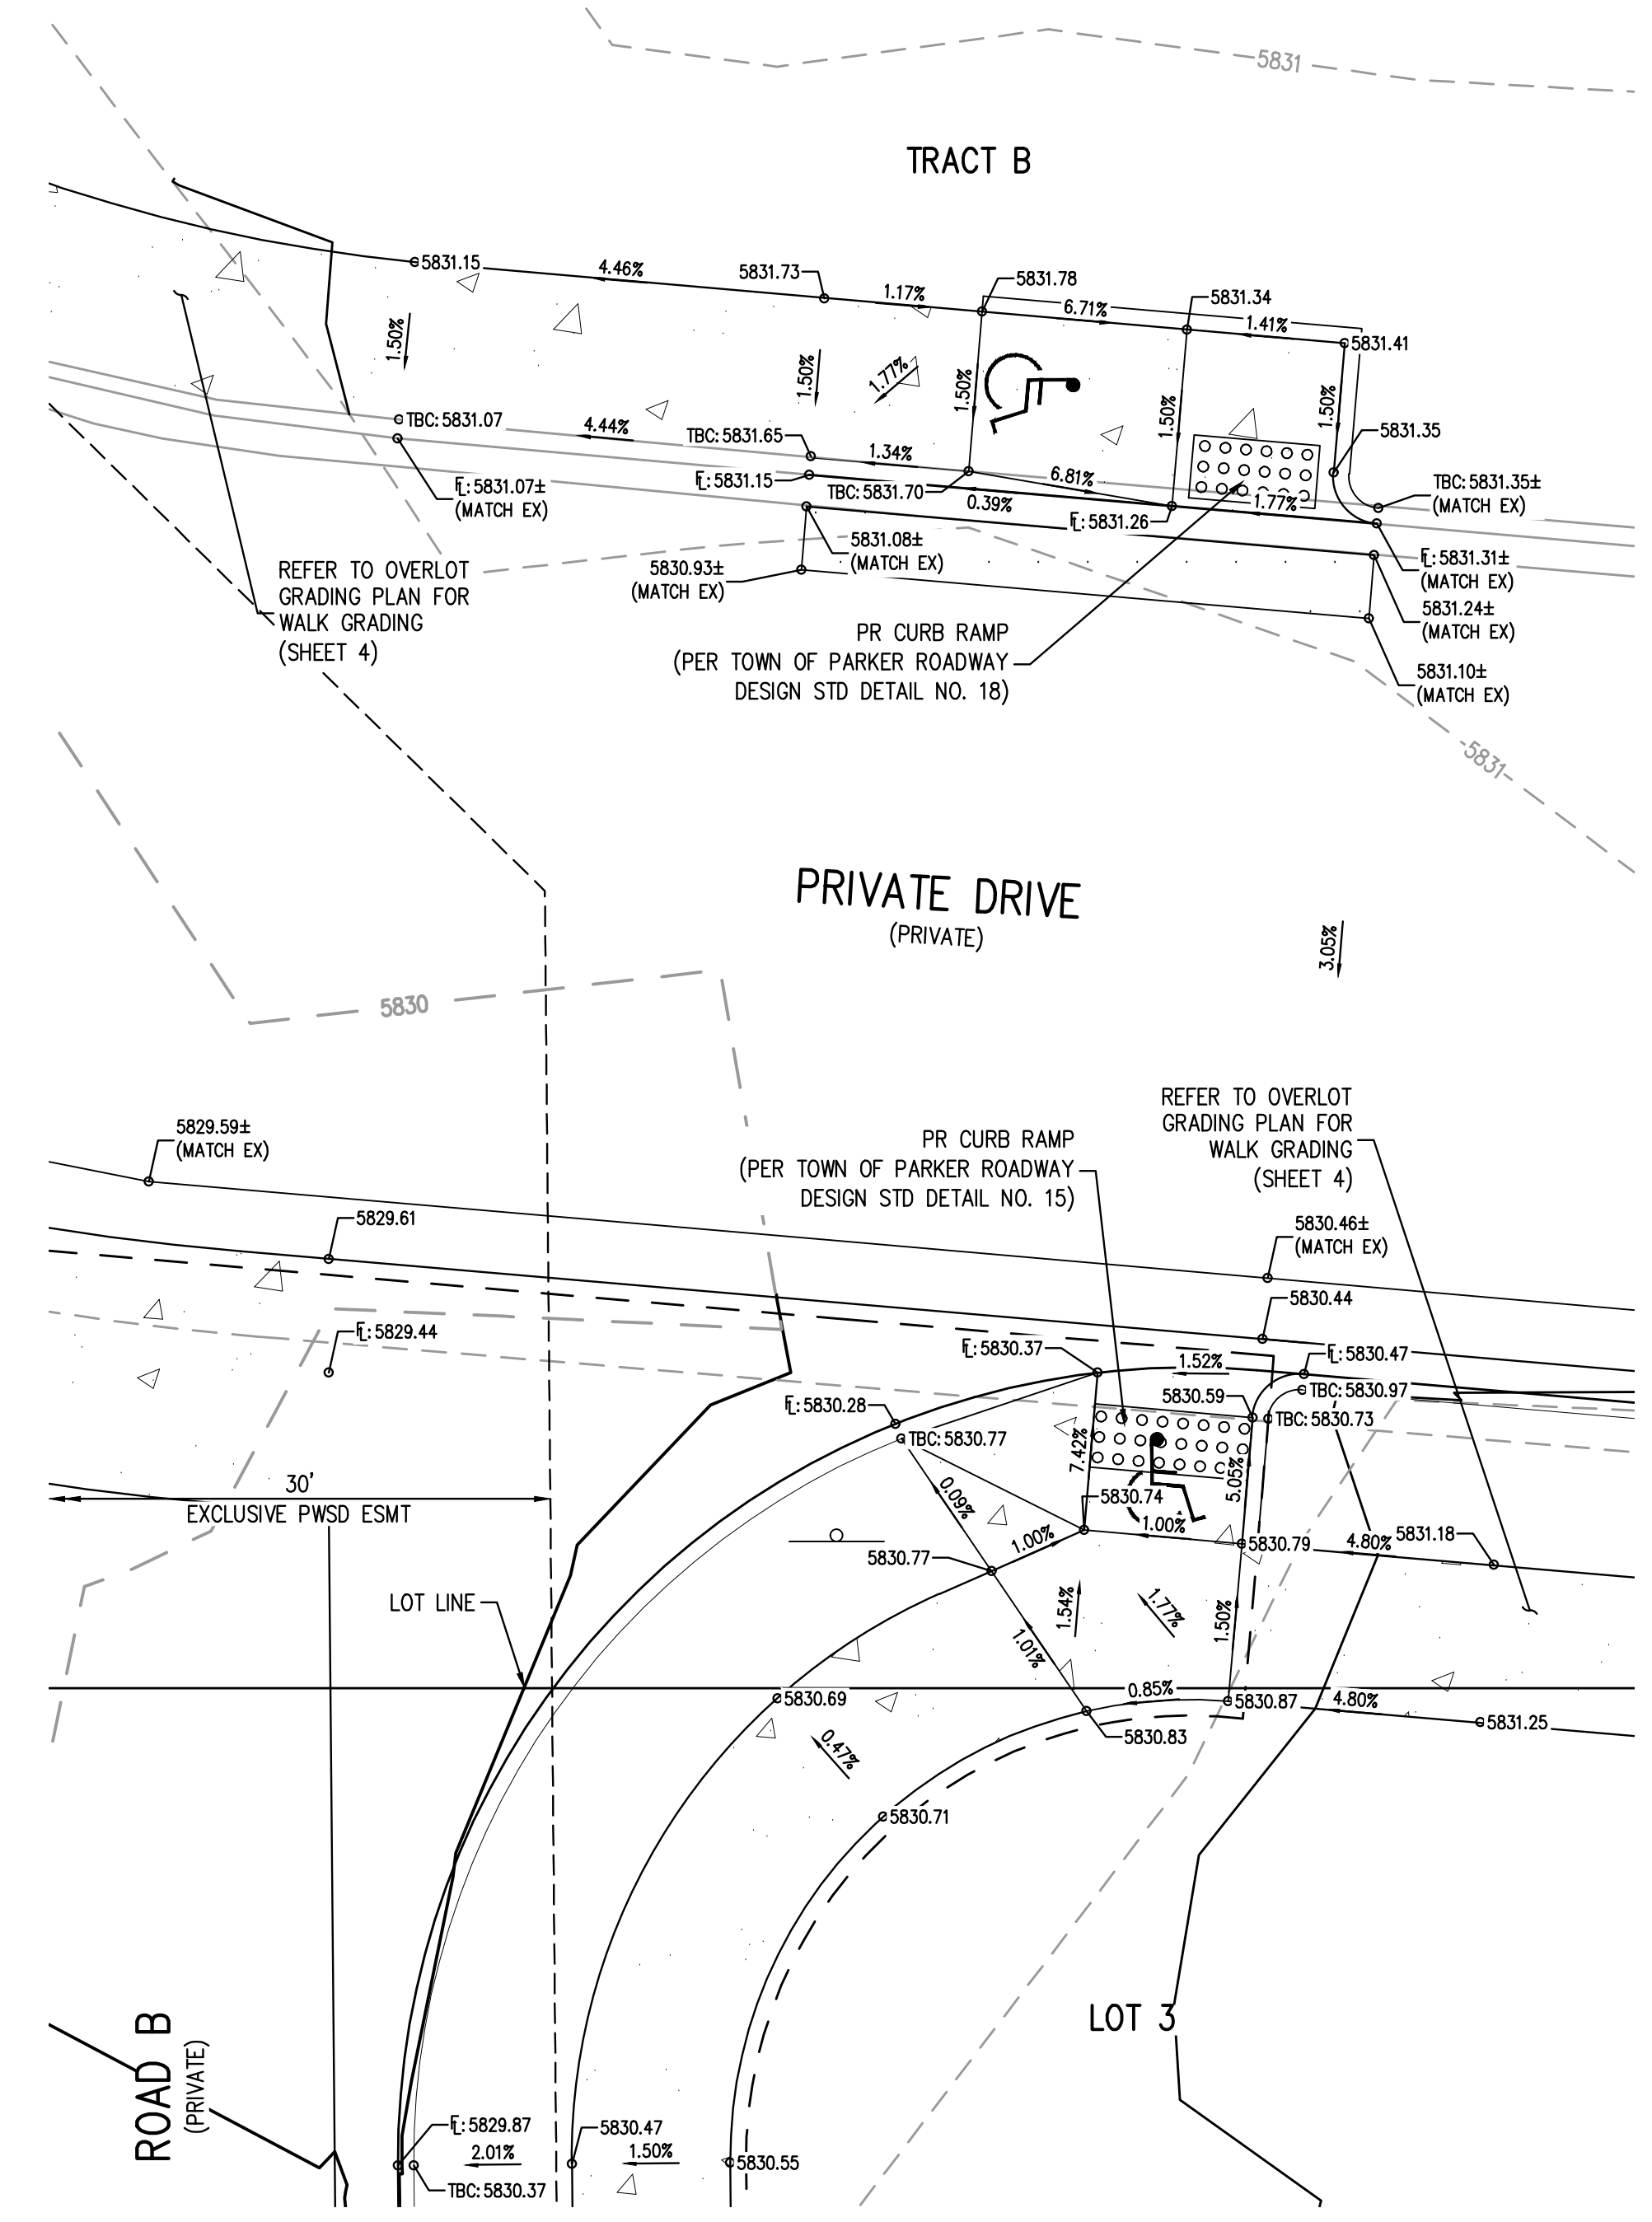 5831
TRACT B
5831.15
4.46%
5831.73
1.17%
5831.78
6.71%
5831.34
1.41%
5831.41
1.50%
1.50%
1.77%
1.50%
1.50%
1.50%
5831.35
TBC: 5831.07
4.44%
TBC: 5831.65
1.34%
FL: 5831.15
TBC: 5831.70
6.81%
0.39%
FL: 5831.26
1.77%
TBC: 5831.35±
(MATCH EX)
FL: 5831.07±
(MATCH EX)
5831.08±
(MATCH EX)
5830.93±
(MATCH EX)
FL: 5831.31±
(MATCH EX)
5831.24±
(MATCH EX)
5831.10±
(MATCH EX)
REFER TO OVERLOT
GRADING PLAN FOR
WALK GRADING
(SHEET 4)
PR CURB RAMP
(PER TOWN OF PARKER ROADWAY
DESIGN STD DETAIL NO. 18)
5831
PRIVATE DRIVE
(PRIVATE)
3.05%
5830
5829.59±
(MATCH EX)
PR CURB RAMP
(PER TOWN OF PARKER ROADWAY
DESIGN STD DETAIL NO. 15)
REFER TO OVERLOT
GRADING PLAN FOR
WALK GRADING
(SHEET 4)
5829.61
5830.46±
(MATCH EX)
5830.44
FL: 5829.44
FL: 5830.37
1.52%
FL: 5830.47
5830.59
TBC: 5830.97
FL: 5830.28
TBC: 5830.73
TBC: 5830.77
7.42%
5.05%
30'
EXCLUSIVE PWSD ESMT
0.09%
5830.74
1.00%
1.00%
5830.79
4.80%
5831.18
5830.77
LOT LINE
1.54%
1.77%
1.50%
1.01%
5830.69
0.85%
5830.87
4.80%
5831.25
5830.83
0.47%
5830.71
LOT 3
ROAD B
(PRIVATE)
FL: 5829.87
2.01%
5830.47
1.50%
5830.55
TBC: 5830.37